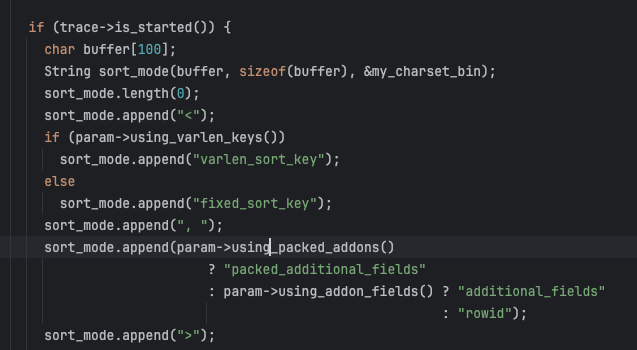 if (trace->is_started()) {
char buffer[100];
String sort_mode(buffer, sizeof(buffer), &my_charset_bin);
sort_mode.length(0);
sort_mode.append("<");
if (param->using_varlen_keys())
sort_mode.append("varlen_sort_key");
else
sort_mode.append("fixed_sort_key");
sort_mode.append(", ");
sort_mode.append(param->using_packed_addons()
? "packed_additional_fields"
: param->using_addon_fields() ? "additional_fields"
: "rowid");
sort_mode.append(">");